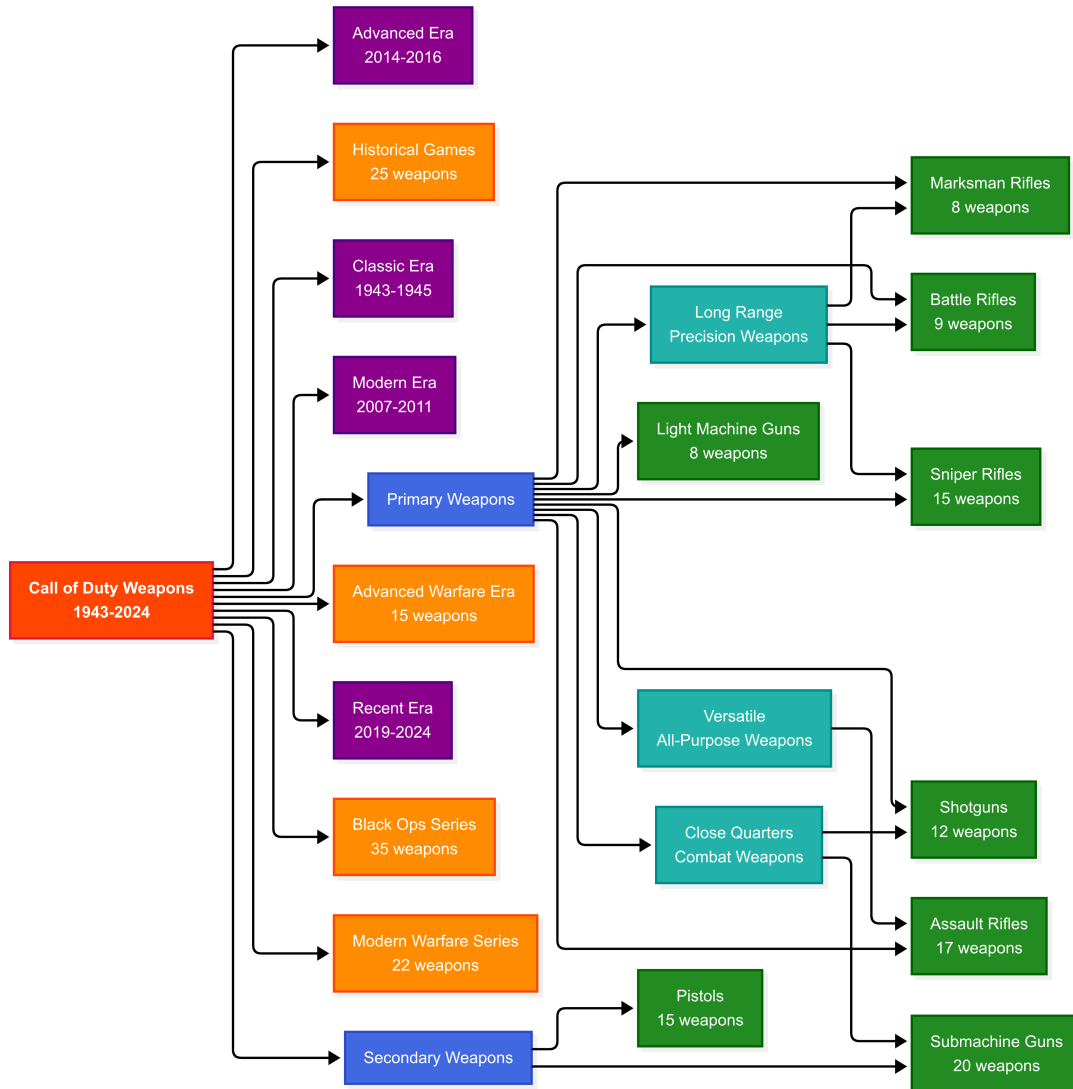 Call of Duty Weapons
1943-2024
Advanced Era
2014-2016
Historical Games
25 weapons
Classic Era
1943-1945
Modern Era
2007-2011
Primary Weapons
Advanced Warfare Era
15 weapons
Recent Era
2019-2024
Black Ops Series
35 weapons
Modern Warfare Series
22 weapons
Secondary Weapons
Long Range
Precision Weapons
Light Machine Guns
8 weapons
Versatile
All-Purpose Weapons
Close Quarters
Combat Weapons
Pistols
15 weapons
Marksman Rifles
8 weapons
Battle Rifles
9 weapons
Sniper Rifles
15 weapons
Shotguns
12 weapons
Assault Rifles
17 weapons
Submachine Guns
20 weapons